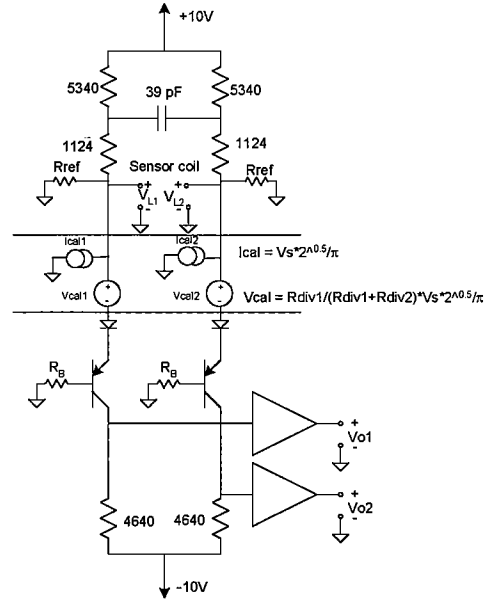 +10V
5340
39 pF
5340
1124
1124
Rref
Sensor coil
Rref
+
VL1
-
+
VL2
-
Ical1
Ical2
Ical = Vs*2^0.5/π
+
Vcal1
-
+
Vcal2
-
Vcal = Rdiv1/(Rdiv1+Rdiv2)*Vs*2^0.5/π
RB
RB
+
Vo1
-
+
Vo2
-
4640
4640
-10V